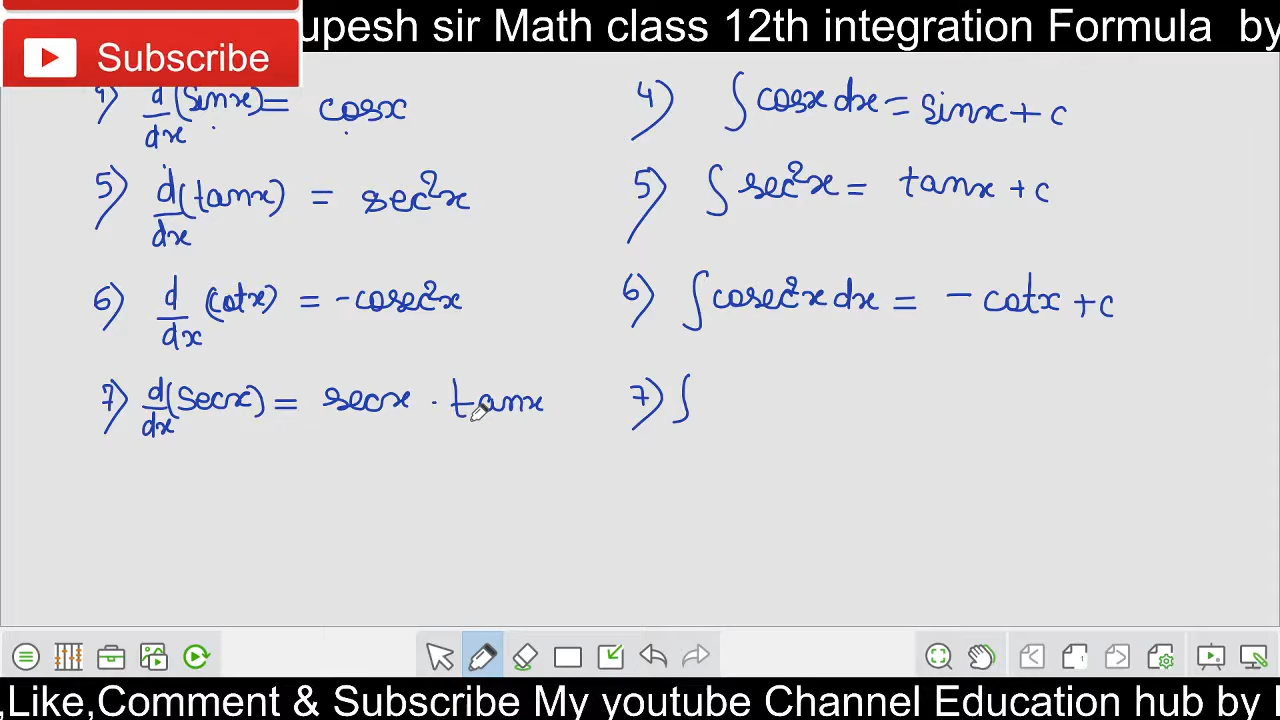 upesh sir Math class 12th integration Formula by
Subscribe
4) d/dx (sinx) = cosx
4) ∫ cosx dx = sinx + c
5) d/dx (tanx) = sec²x
5) ∫ sec²x = tanx + c
6) d/dx (cotx) = -cosec²x
6) ∫ cosec²x dx = - cotx + c
7) d/dx (secx) = secx · tanx
7) ∫
,Like,Comment & Subscribe My youtube Channel Education hub by